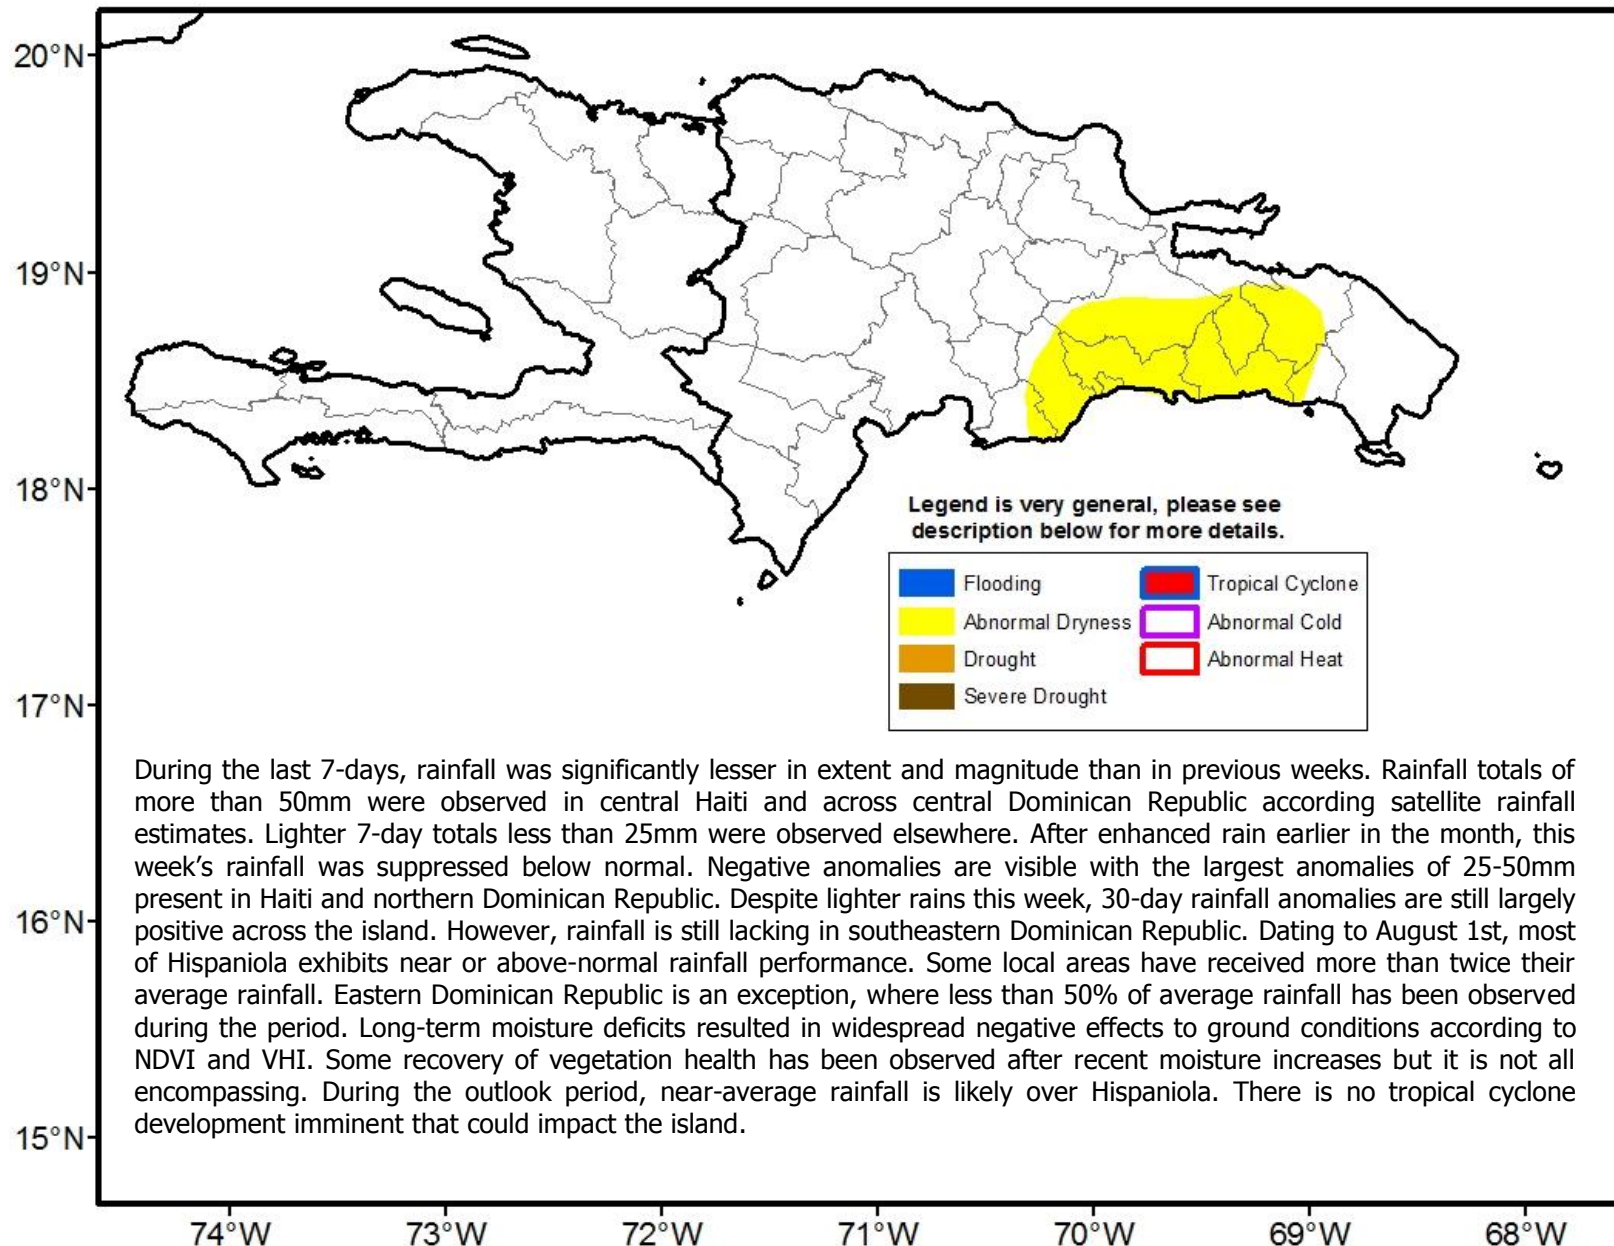 20°N
19°N
18°N
17°N
16°N
15°N
Legend is very general, please see
description below for more details.
Flooding
Abnormal Dryness
Drought
Severe Drought
Tropical Cyclone
Abnormal Cold
Abnormal Heat
During the last 7-days, rainfall was significantly lesser in extent and magnitude than in previous weeks. Rainfall totals of
more than 50mm were observed in central Haiti and across central Dominican Republic according satellite rainfall
estimates. Lighter 7-day totals less than 25mm were observed elsewhere. After enhanced rain earlier in the month, this
week’s rainfall was suppressed below normal. Negative anomalies are visible with the largest anomalies of 25-50mm
present in Haiti and northern Dominican Republic. Despite lighter rains this week, 30-day rainfall anomalies are still largely
positive across the island. However, rainfall is still lacking in southeastern Dominican Republic. Dating to August 1st, most
of Hispaniola exhibits near or above-normal rainfall performance. Some local areas have received more than twice their
average rainfall. Eastern Dominican Republic is an exception, where less than 50% of average rainfall has been observed
during the period. Long-term moisture deficits resulted in widespread negative effects to ground conditions according to
NDVI and VHI. Some recovery of vegetation health has been observed after recent moisture increases but it is not all
encompassing. During the outlook period, near-average rainfall is likely over Hispaniola. There is no tropical cyclone
development imminent that could impact the island.
74°W
73°W
72°W
71°W
70°W
69°W
68°W